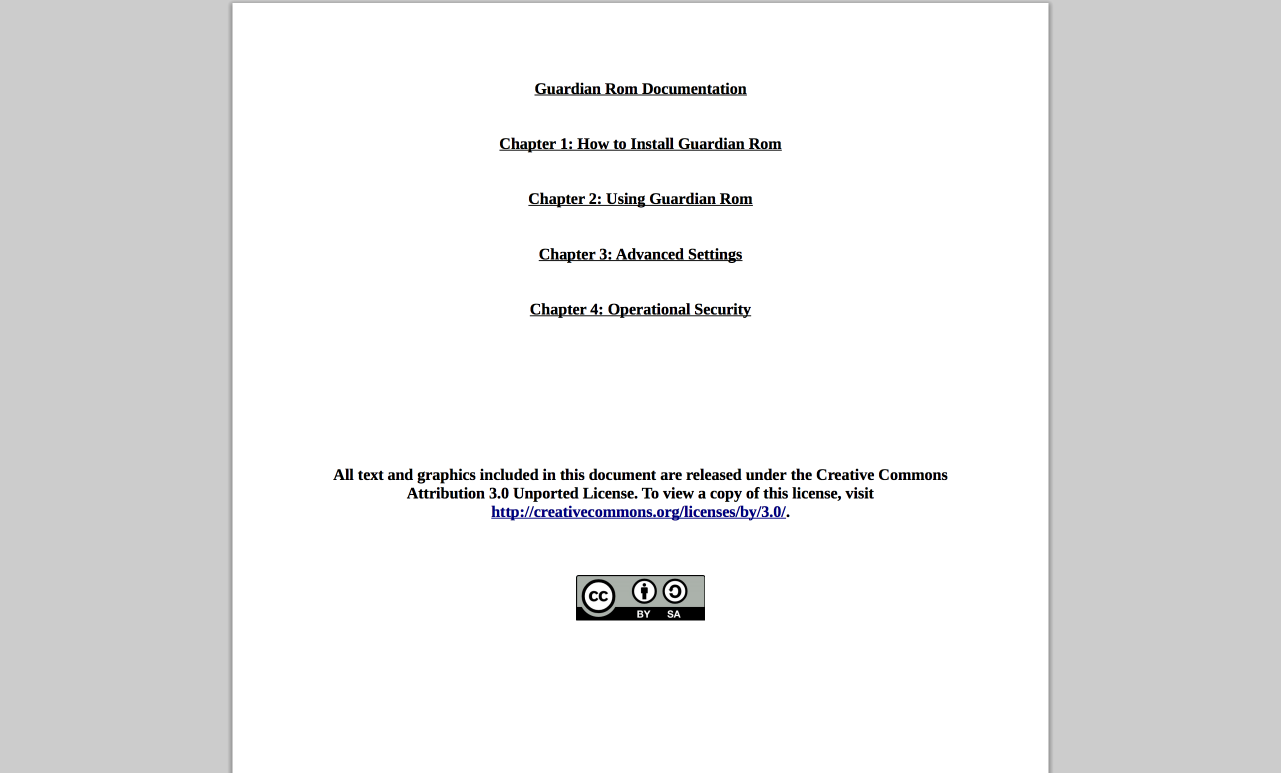 Guardian Rom Documentation
Chapter 1: How to Install Guardian Rom
Chapter 2: Using Guardian Rom
Chapter 3: Advanced Settings
Chapter 4: Operational Security
All text and graphics included in this document are released under the Creative Commons
Attribution 3.0 Unported License. To view a copy of this license, visit
http://creativecommons.org/licenses/by/3.0/.
cc
BY SA